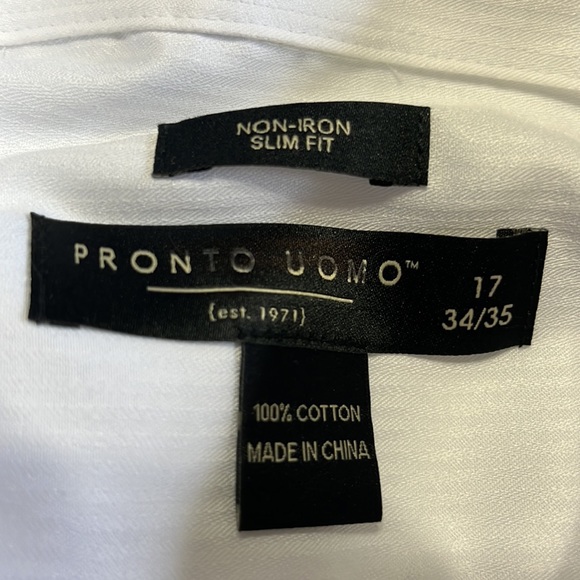 NON-IRON
SLIM FIT
PRONTO UOMO™
{est. 1971}
17
34/35
100% COTTON
MADE IN CHINA